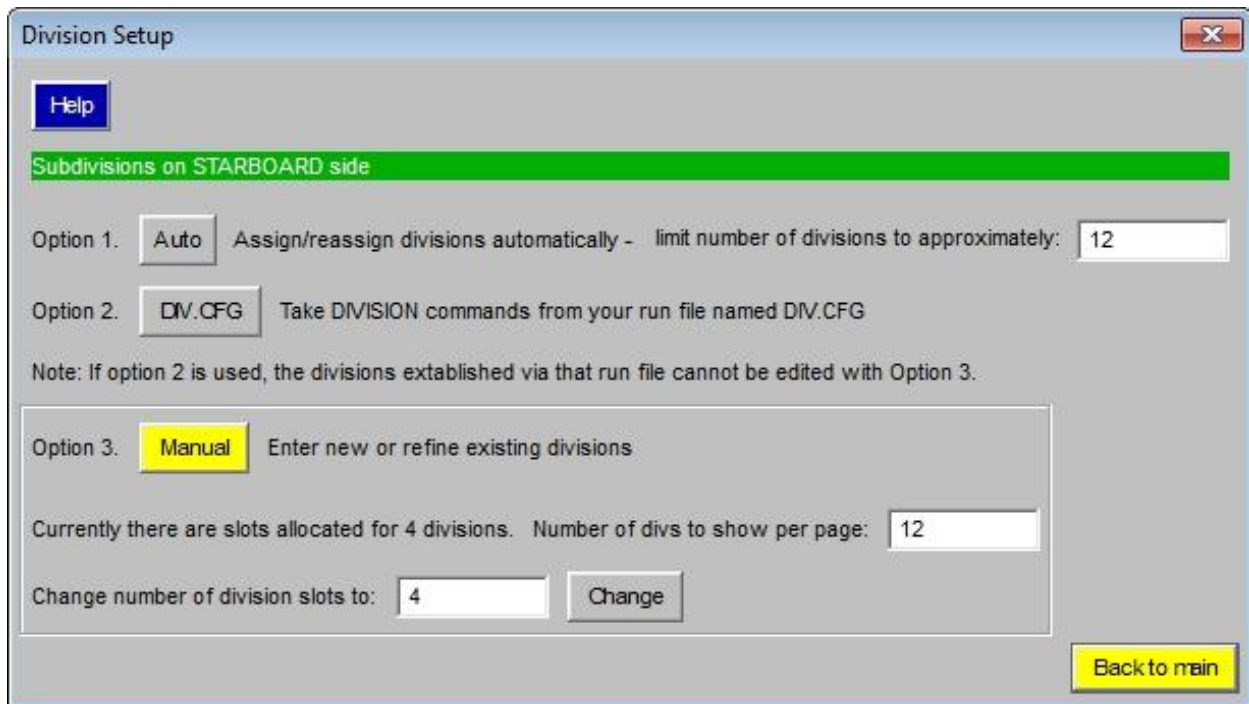 Division Setup
Help
Subdivisions on STARBOARD side
Option 1. Auto Assign/reassign divisions automatically - limit number of divisions to approximately: 12
Option 2. DIV.CFG Take DIVISION commands from your run file named DIV.CFG
Note: If option 2 is used, the divisions extablished via that run file cannot be edited with Option 3.
Option 3. Manual Enter new or refine existing divisions
Currently there are slots allocated for 4 divisions. Number of divs to show per page: 12
Change number of division slots to: 4 Change
Back to main